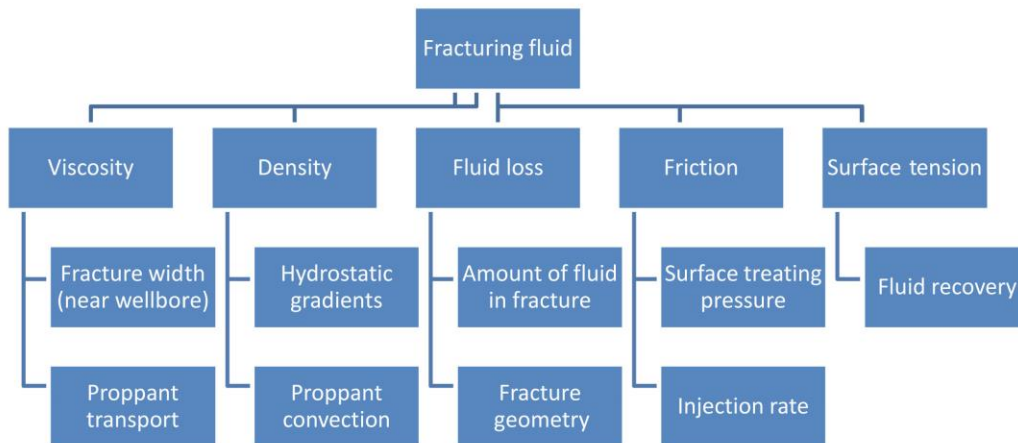 Fracturing fluid
Viscosity
Density
Fluid loss
Friction
Surface tension
Fracture width
(near wellbore)
Hydrostatic
gradients
Amount of fluid
in fracture
Surface treating
pressure
Fluid recovery
Proppant
transport
Proppant
convection
Fracture
geometry
Injection rate